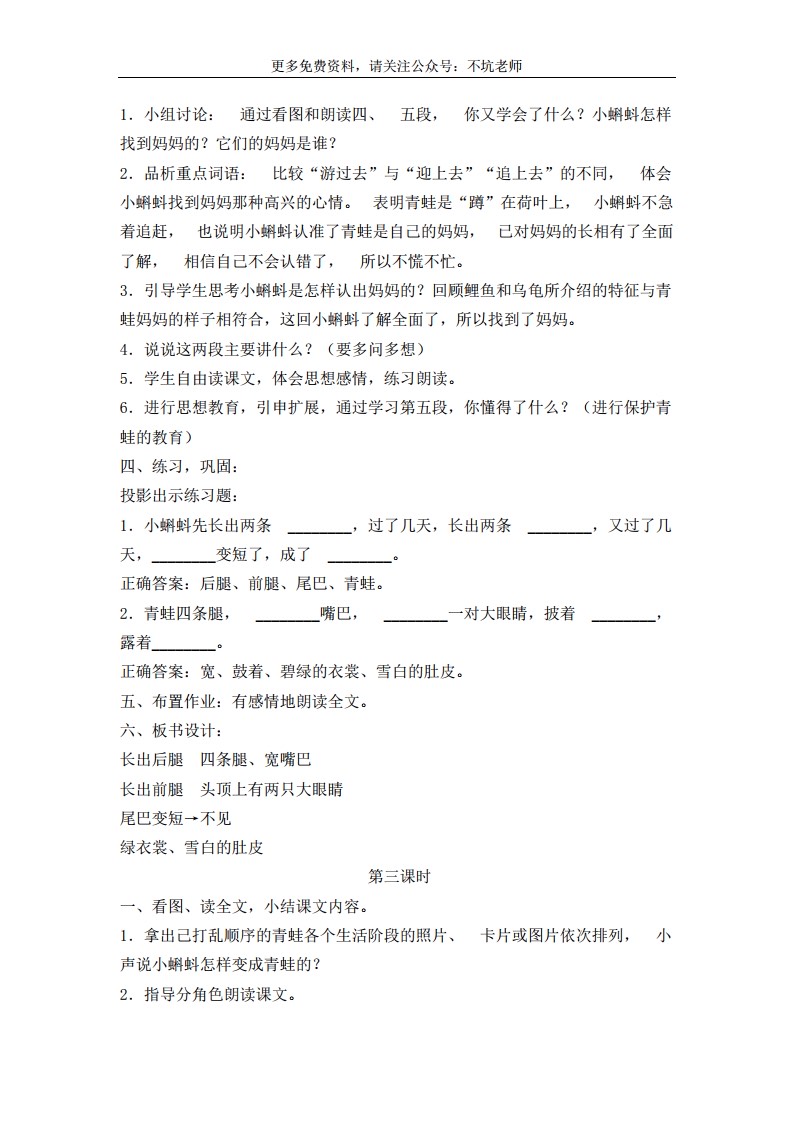 更多免费资料，请关注公众号：不坑老师
1．小组讨论： 通过看图和朗读四、 五段， 你又学会了什么？小蝌蚪怎样
找到妈妈的？它们的妈妈是谁？
2．品析重点词语： 比较“游过去”与“迎上去”“追上去”的不同， 体会
小蝌蚪找到妈妈那种高兴的心情。 表明青蛙是“蹲”在荷叶上， 小蝌蚪不急
着追赶， 也说明小蝌蚪认准了青蛙是自己的妈妈， 已对妈妈的长相有了全面
了解， 相信自己不会认错了， 所以不慌不忙。
3．引导学生思考小蝌蚪是怎样认出妈妈的？回顾鲤鱼和乌龟所介绍的特征与青
蛙妈妈的样子相符合，这回小蝌蚪了解全面了，所以找到了妈妈。
4．说说这两段主要讲什么？（要多问多想）
5．学生自由读课文，体会思想感情，练习朗读。
6．进行思想教育，引申扩展，通过学习第五段，你懂得了什么？（进行保护青
蛙的教育）
四、练习，巩固：
投影出示练习题：
1．小蝌蚪先长出两条 ________，过了几天，长出两条 ________，又过了几
天，________变短了，成了 ________。
正确答案：后腿、前腿、尾巴、青蛙。
2．青蛙四条腿， ________嘴巴， ________一对大眼睛，披着 ________，
露着________。
正确答案：宽、鼓着、碧绿的衣裳、雪白的肚皮。
五、布置作业：有感情地朗读全文。
六、板书设计：
长出后腿 四条腿、宽嘴巴
长出前腿 头顶上有两只大眼睛
尾巴变短→不见
绿衣裳、雪白的肚皮
第三课时
一、看图、读全文，小结课文内容。
1．拿出己打乱顺序的青蛙各个生活阶段的照片、 卡片或图片依次排列， 小
声说小蝌蚪怎样变成青蛙的？
2．指导分角色朗读课文。